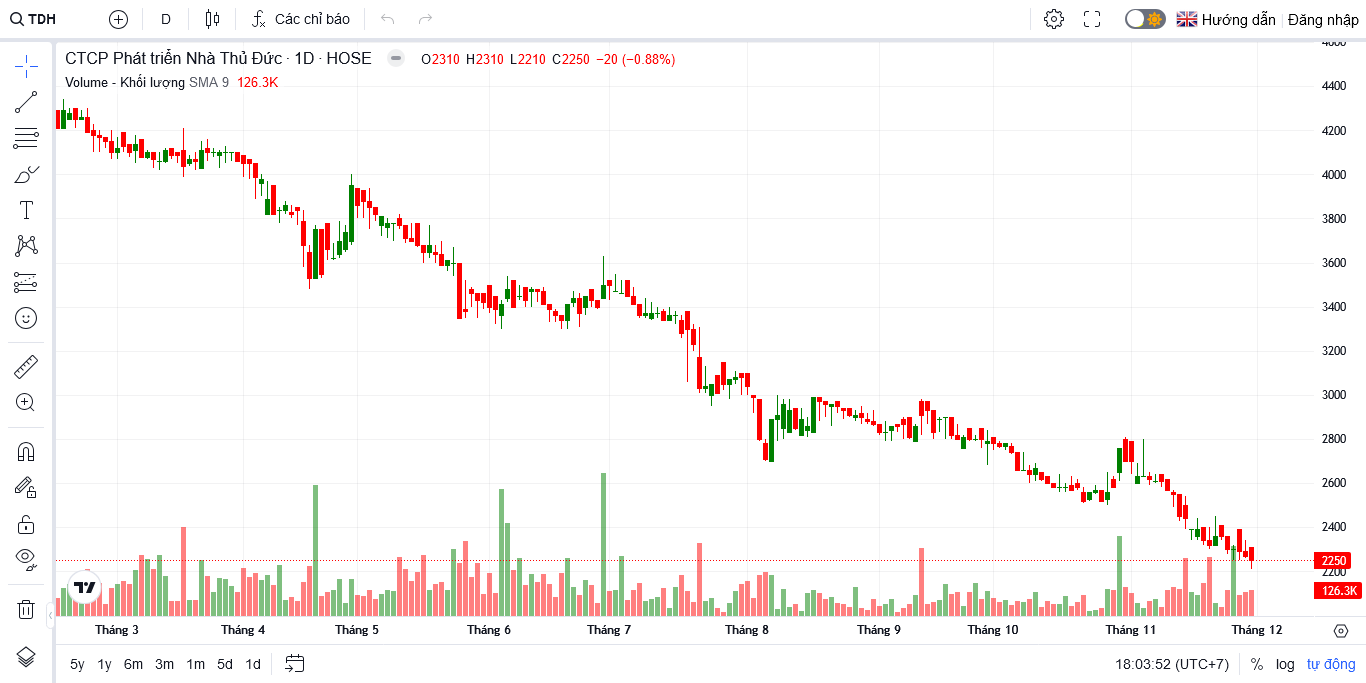 TDH D Các chỉ báo Hướng dẫn Đăng nhập
CTCP Phát triển Nhà Thủ Đức · 1D · HOSE O2310 H2310 L2210 C2250 −20 (−0.88%)
Volume - Khối lượng SMA 9 126.3K
4600
4400
4200
4000
3800
3600
3400
3200
3000
2800
2600
2400
2250
2200
126.3K
Tháng 3 Tháng 4 Tháng 5 Tháng 6 Tháng 7 Tháng 8 Tháng 9 Tháng 10 Tháng 11 Tháng 12
5y 1y 6m 3m 1m 5d 1d 18:03:52 (UTC+7) % log tự động